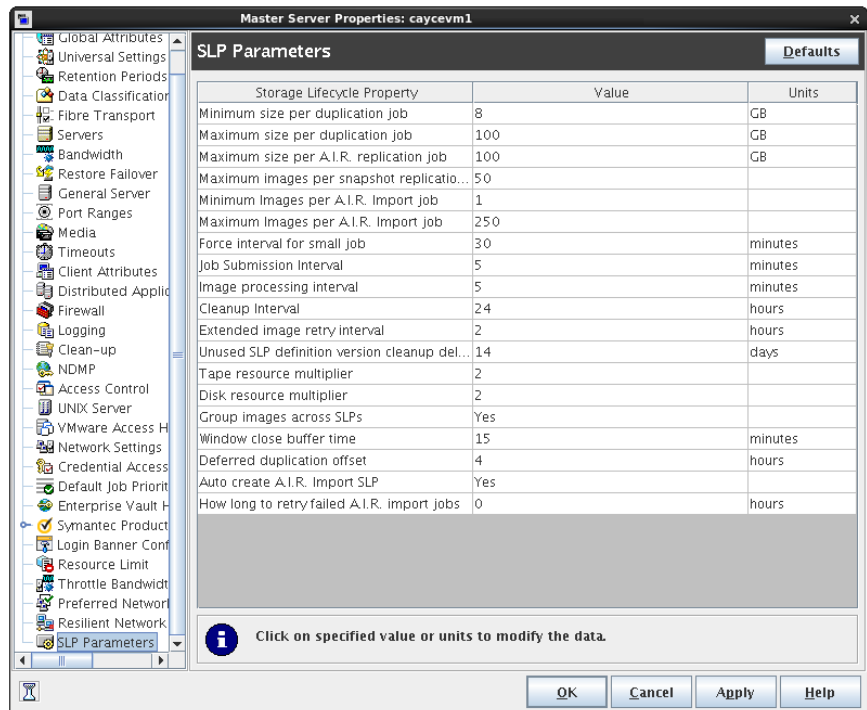 Master Server Properties: caycevm1
Global Attributes
Universal Settings
Retention Periods
Data Classification
Fibre Transport
Servers
Bandwidth
Restore Failover
General Server
Port Ranges
Media
Timeouts
Client Attributes
Distributed Applic
Firewall
Logging
Clean-up
NDMP
Access Control
UNIX Server
VMware Access H
Network Settings
Credential Access
Default Job Priorit
Enterprise Vault H
Symantec Product
Login Banner Conf
Resource Limit
Throttle Bandwidt
Preferred Networl
Resilient Network
SLP Parameters
SLP Parameters Defaults
Storage Lifecycle Property Value Units
Minimum size per duplication job 8 GB
Maximum size per duplication job 100 GB
Maximum size per A.I.R. replication job 100 GB
Maximum images per snapshot replicatio... 50
Minimum Images per A.I.R. Import job 1
Maximum Images per A.I.R. Import job 250
Force interval for small job 30 minutes
Job Submission Interval 5 minutes
Image processing interval 5 minutes
Cleanup Interval 24 hours
Extended image retry interval 2 hours
Unused SLP definition version cleanup del... 14 days
Tape resource multiplier 2
Disk resource multiplier 2
Group images across SLPs Yes
Window close buffer time 15 minutes
Deferred duplication offset 4 hours
Auto create A.I.R. Import SLP Yes
How long to retry failed A.I.R. import jobs 0 hours
Click on specified value or units to modify the data.
OK Cancel Apply Help